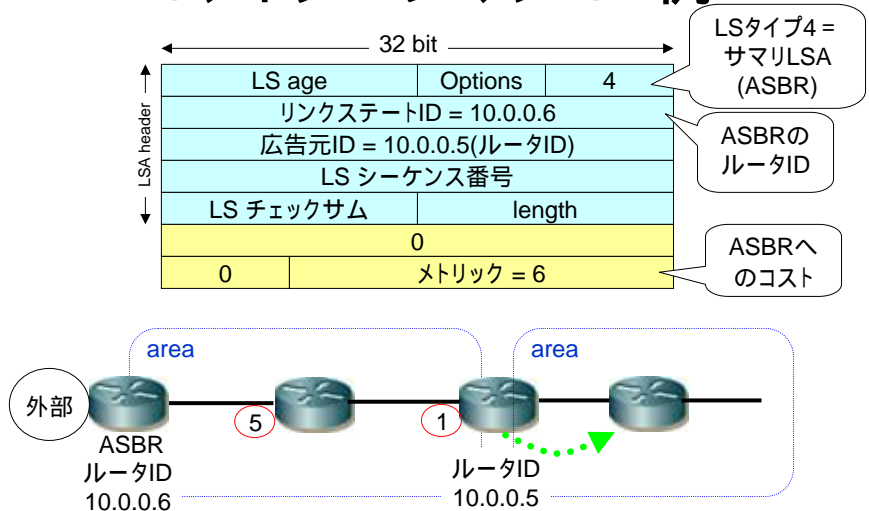 32 bit
LSタイプ4 =
サマリLSA
(ASBR)
LSA header
LS age
Options
4
リンクステートID = 10.0.0.6
ASBRの
ルータID
広告元ID = 10.0.0.5(ルータID)
LS シーケンス番号
LS チェックサム
length
0
0
メトリック = 6
ASBRへ
のコスト
area
area
外部
5
1
ASBR
ルータID
10.0.0.6
ルータID
10.0.0.5